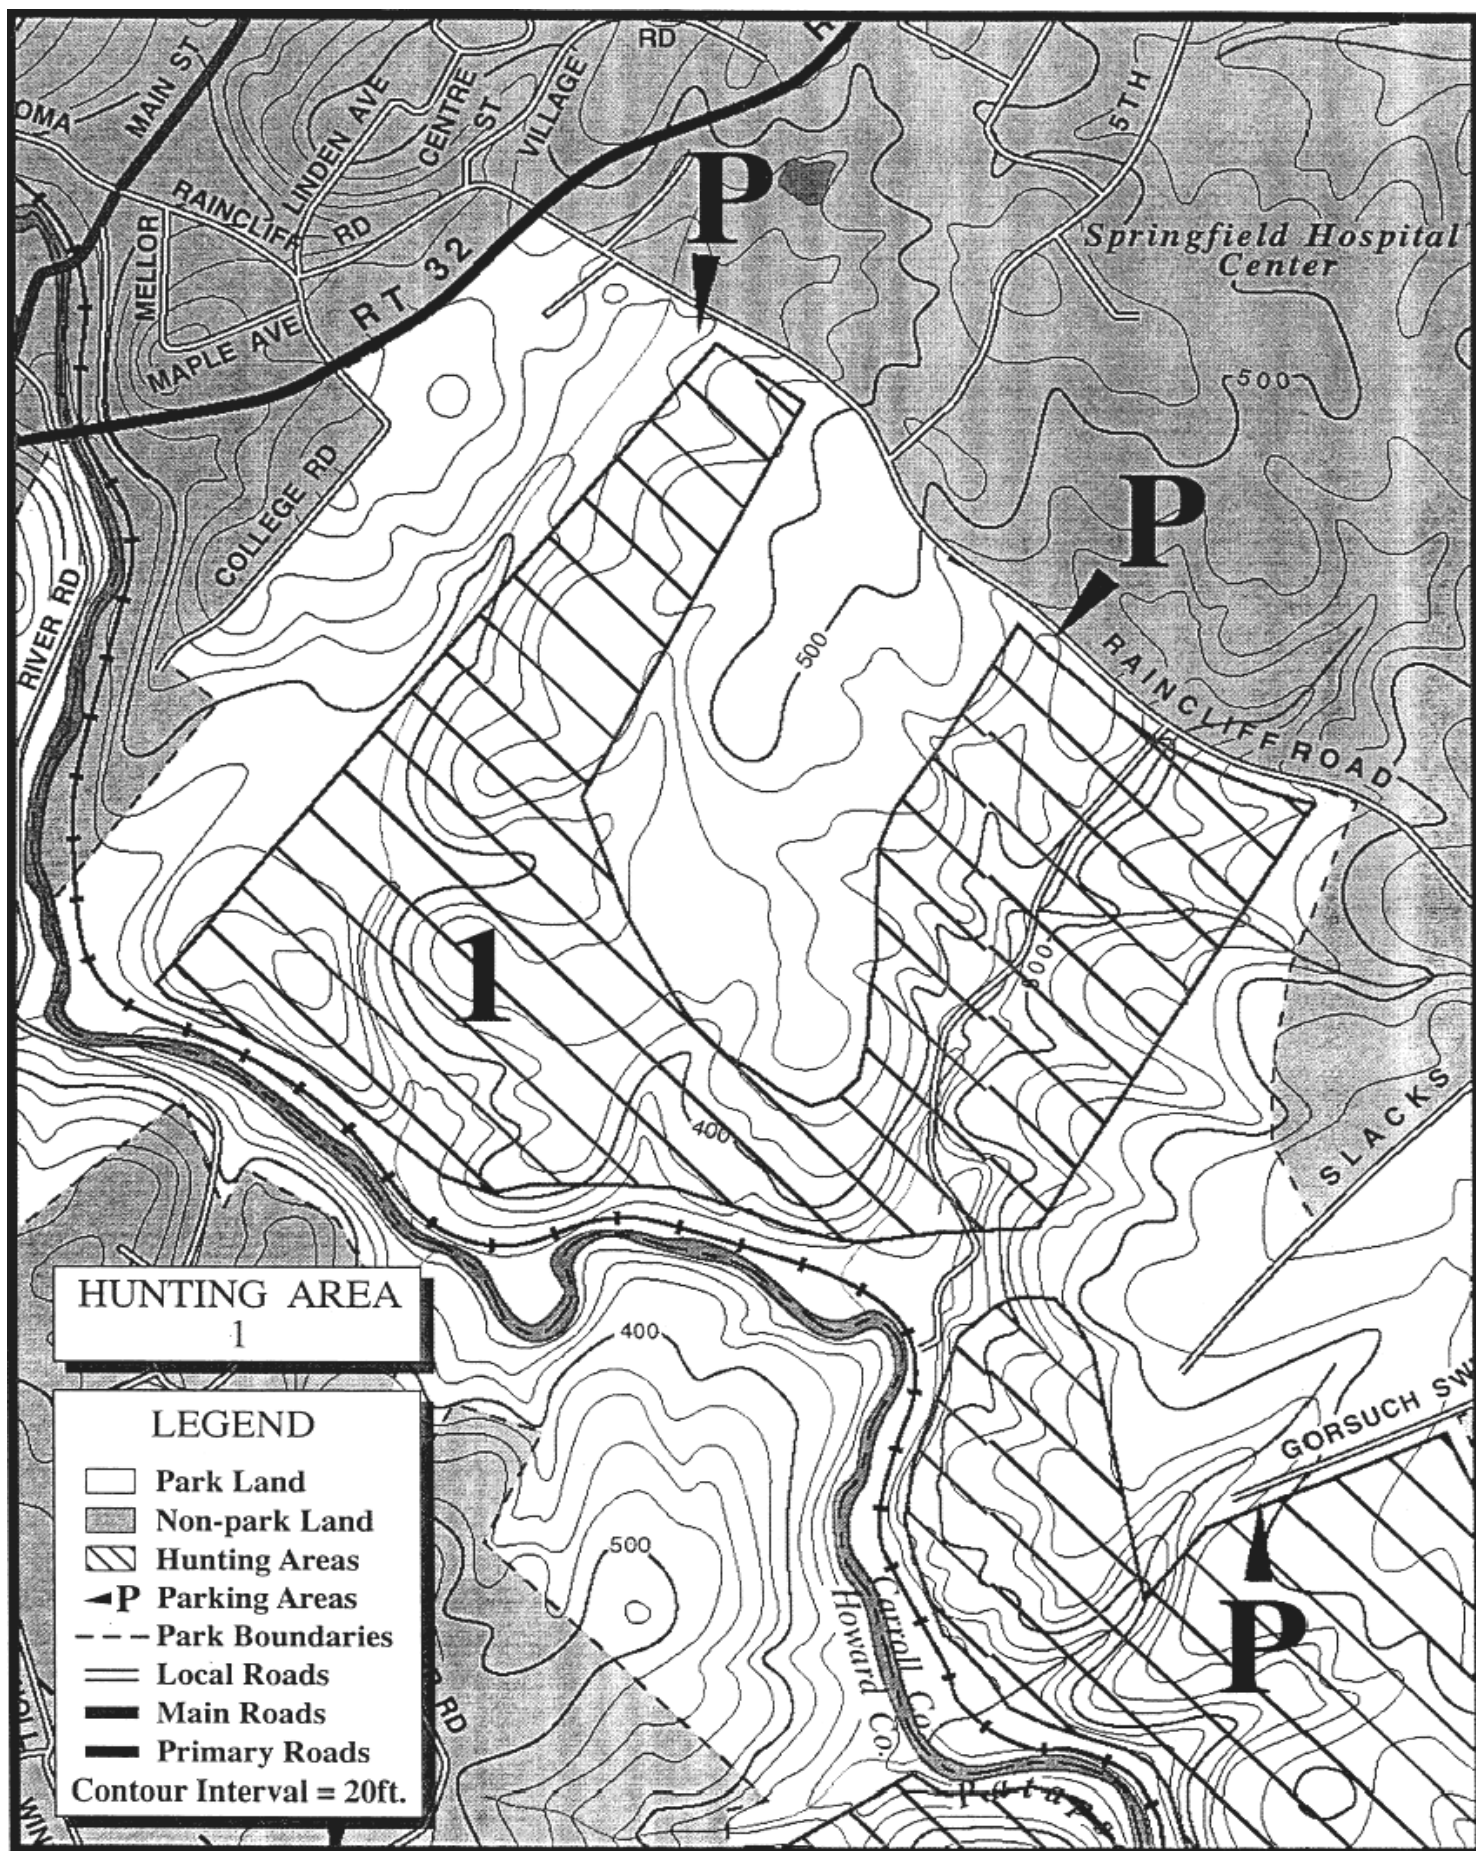 RD
R
MAIN ST
OMA
LINDEN AVE
CENTRE
ST
VILLAGE
5TH
P
RAINCLIFF
RD
MELLOR
Springfield Hospital
Center
RT 32
MAPLE AVE
500
COLLEGE RD
P
RIVER RD
500
RAINCLIFF ROAD
1
500
400
SLACKS
HUNTING AREA
1
400
GORSUCH SW
LEGEND
Park Land
Non-park Land
Hunting Areas
P Parking Areas
Park Boundaries
Local Roads
Main Roads
Primary Roads
Contour Interval = 20ft.
500
Carroll Co.
Howard Co.
P
RD
WIN
Pataps